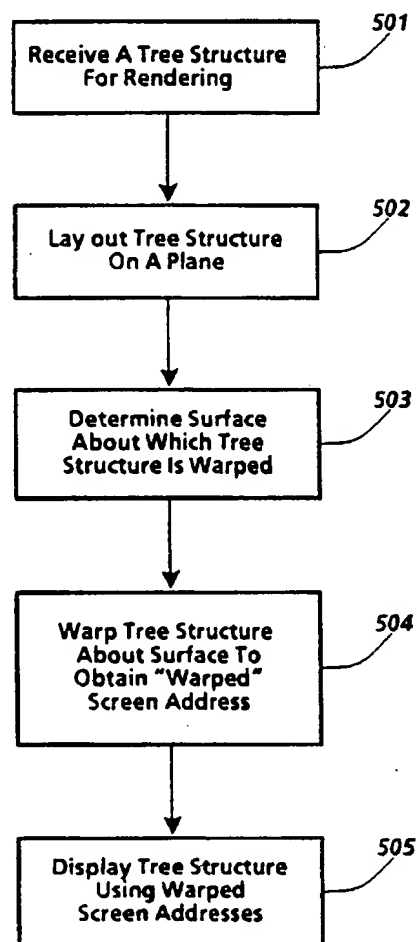 501
Receive A Tree Structure
For Rendering
502
Lay out Tree Structure
On A Plane
503
Determine Surface
About Which Tree
Structure Is Warped
504
Warp Tree Structure
About Surface To
Obtain "Warped"
Screen Address
505
Display Tree Structure
Using Warped
Screen Addresses